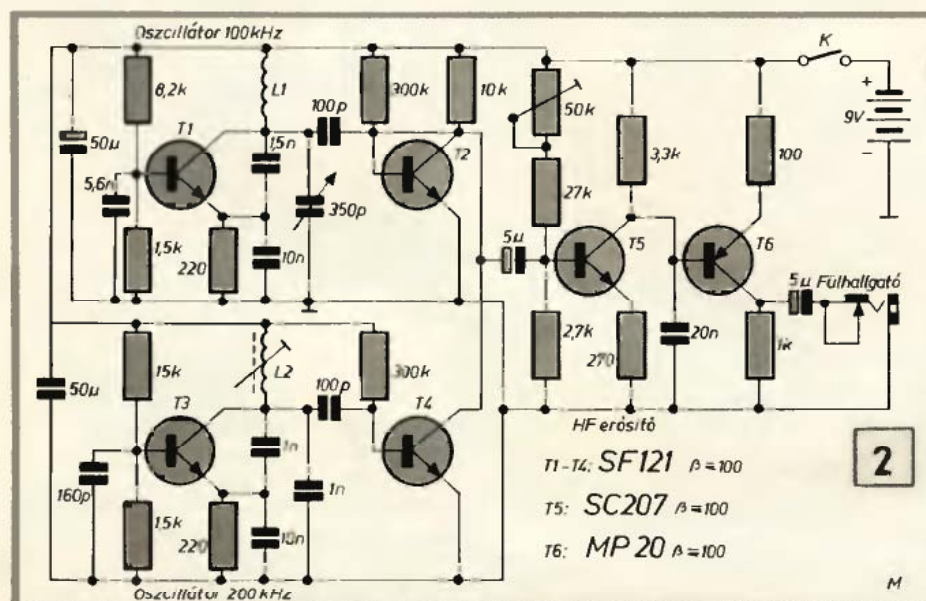 Oszcillátor 100kHz
8,2k
L1
300k
10k
50k
K
+
9V
-
100p
T1
1,5n
T2
50µ
5,6n
350p
27k
3,3k
100
1,5k
220
10n
5µ
T5
T6
5µ
Fülhallgató
15k
L2
300k
2,7k
270
20n
1k
50µ
T3
100p
T4
1n
HF erősítő
160p
1,5k
220
10n
1n
T1-T4: SF121 β=100
T5: SC207 β=100
T6: MP20 β=100
2
Oszcillátor 200kHz
M